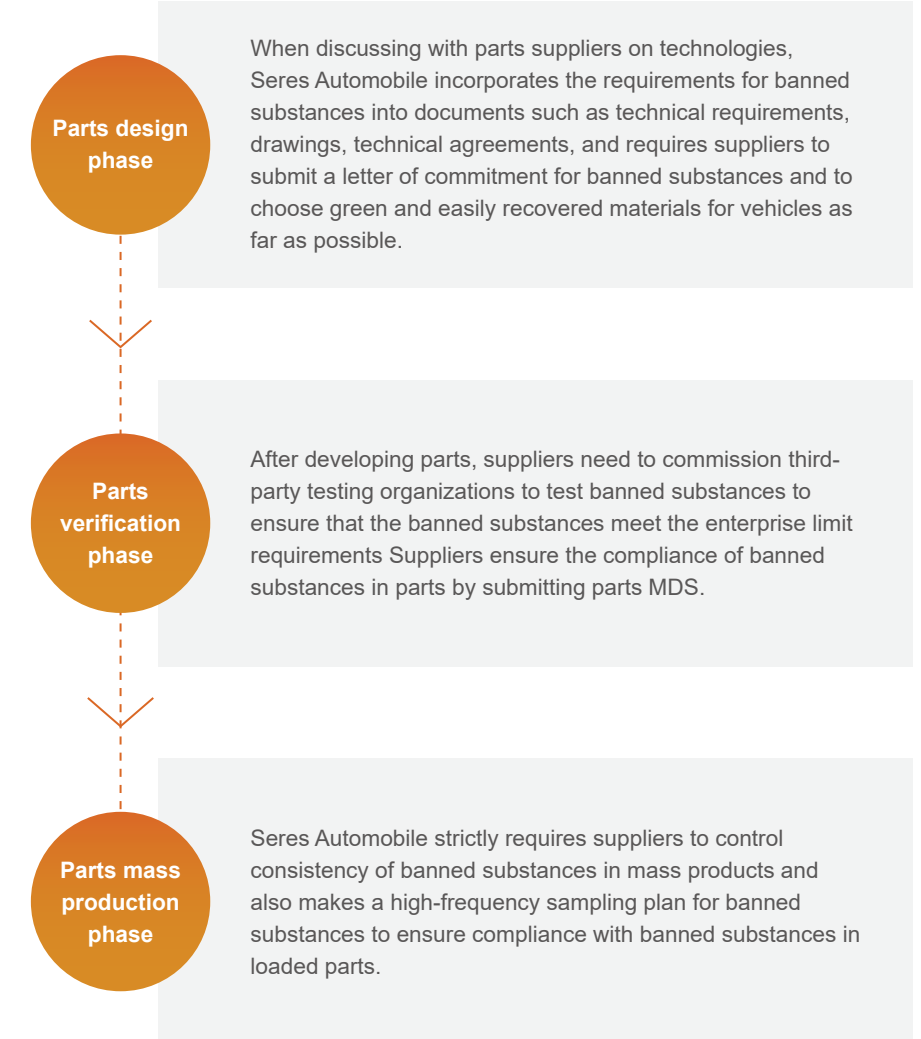 Parts design
phase
When discussing with parts suppliers on technologies,
Seres Automobile incorporates the requirements for banned
substances into documents such as technical requirements,
drawings, technical agreements, and requires suppliers to
submit a letter of commitment for banned substances and to
choose green and easily recovered materials for vehicles as
far as possible.
Parts
verification
phase
After developing parts, suppliers need to commission third-
party testing organizations to test banned substances to
ensure that the banned substances meet the enterprise limit
requirements Suppliers ensure the compliance of banned
substances in parts by submitting parts MDS.
Parts mass
production
phase
Seres Automobile strictly requires suppliers to control
consistency of banned substances in mass products and
also makes a high-frequency sampling plan for banned
substances to ensure compliance with banned substances in
loaded parts.